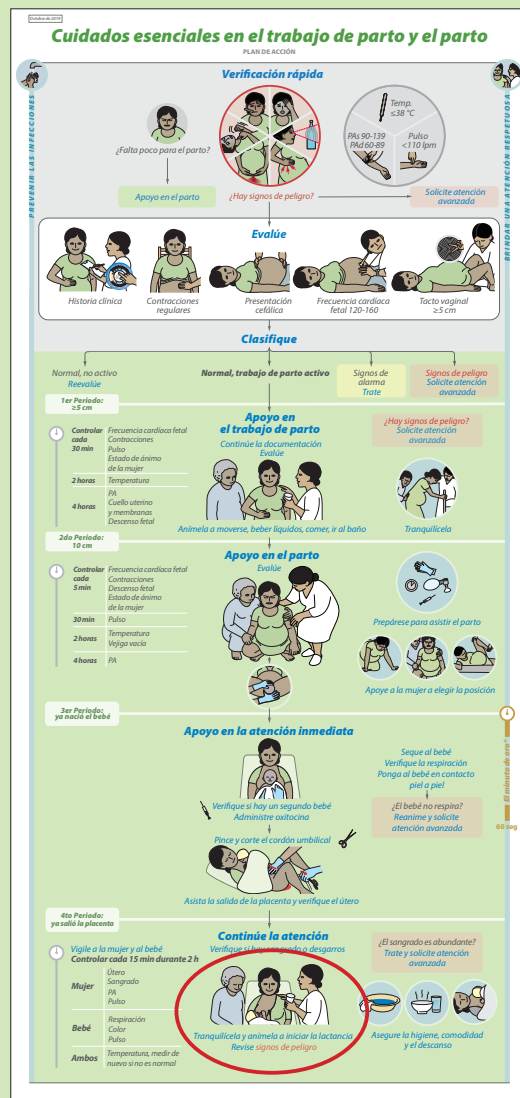 Octubre de 2019
Cuidados esenciales en el trabajo de parto y el parto
PLAN DE ACCIÓN
PREVENIR LAS INFECCIONES
BRINDAR UNA ATENCIÓN RESPETUOSA
Verificación rápida
¿Falta poco para el parto?
Temp.
≤38 °C
PAs 90-139
PAd 60-89
Pulso
<110 lpm
Apoyo en el parto
¿Hay signos de peligro?
Solicite atención
avanzada
Evalúe
Historia clínica
Contracciones
regulares
Presentación
cefálica
Frecuencia cardíaca
fetal 120-160
Tacto vaginal
≥5 cm
Clasifique
Normal, no activo
Reevalúe
Normal, trabajo de parto activo
Signos de
alarma
Trate
Signos de peligro
Solicite atención
avanzada
1er Periodo:
≥5 cm
Controlar
cada
30 min
Frecuencia cardíaca fetal
Contracciones
Pulso
Estado de ánimo
de la mujer
2 horas
Temperatura
4 horas
PA
Cuello uterino
y membranas
Descenso fetal
Apoyo en
el trabajo de parto
Continúe la documentación
Evalúe
Anímela a moverse, beber líquidos, comer, ir al baño
¿Hay signos de peligro?
Solicite atención
avanzada
Tranquilícela
2do Periodo:
10 cm
Controlar
cada
5 min
Frecuencia cardíaca fetal
Contracciones
Descenso fetal
Estado de ánimo
de la mujer
30 min
Pulso
2 horas
Temperatura
Vejiga vacía
4 horas
PA
Apoyo en el parto
Evalúe
Prepárese para asistir el parto
Apoye a la mujer a elegir la posición
3er Periodo:
ya nació el bebé
Apoyo en la atención inmediata
Verifique si hay un segundo bebé
Administre oxitocina
Pince y corte el cordón umbilical
Asista la salida de la placenta y verifique el útero
Seque al bebé
Verifique la respiración
Ponga al bebé en contacto
piel a piel
¿El bebé no respira?
Reanime y solicite
atención avanzada
El minuto de oro®
60 seg
4to Periodo:
ya salió la placenta
Vigile a la mujer y al bebé
Controlar cada 15 min durante 2 h
Mujer
Útero
Sangrado
PA
Pulso
Bebé
Respiración
Color
Pulso
Ambos
Temperatura, medir de
nuevo si no es normal
Continúe la atención
Verifique si hay sangrado o desgarros
Tranquilícela y anímela a iniciar la lactancia
Revise signos de peligro
¿El sangrado es abundante?
Trate y solicite atención
avanzada
Asegure la higiene, comodidad
y el descanso